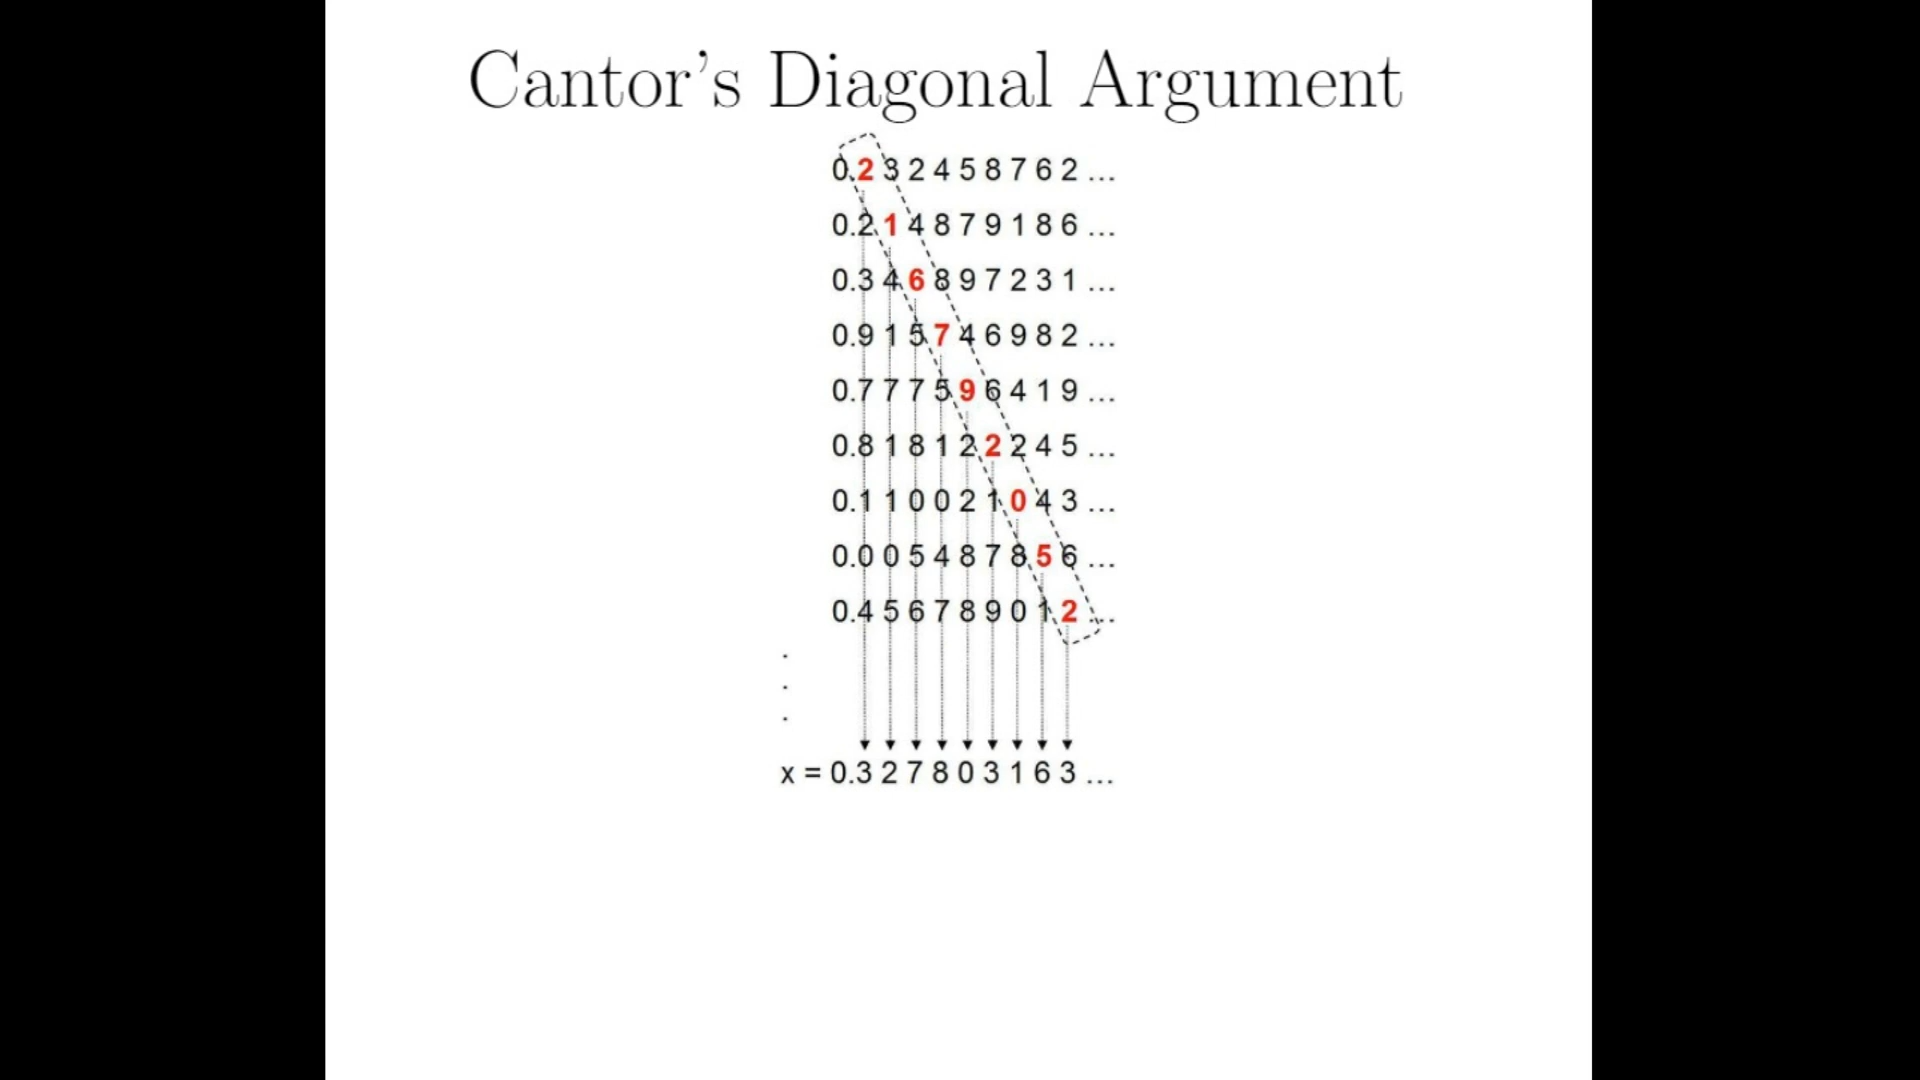 Cantor's Diagonal Argument
0.2 3 2 4 5 8 7 6 2 ...
0.2 1 4 8 7 9 1 8 6 ...
0.3 4 6 8 9 7 2 3 1 ...
0.9 1 5 7 4 6 9 8 2 ...
0.7 7 7 5 9 6 4 1 9 ...
0.8 1 8 1 2 2 2 4 5 ...
0.1 1 0 0 2 1 0 4 3 ...
0.0 0 5 4 8 7 8 5 6 ...
0.4 5 6 7 8 9 0 1 2 ...
.
.
.
x = 0.3 2 7 8 0 3 1 6 3 ...